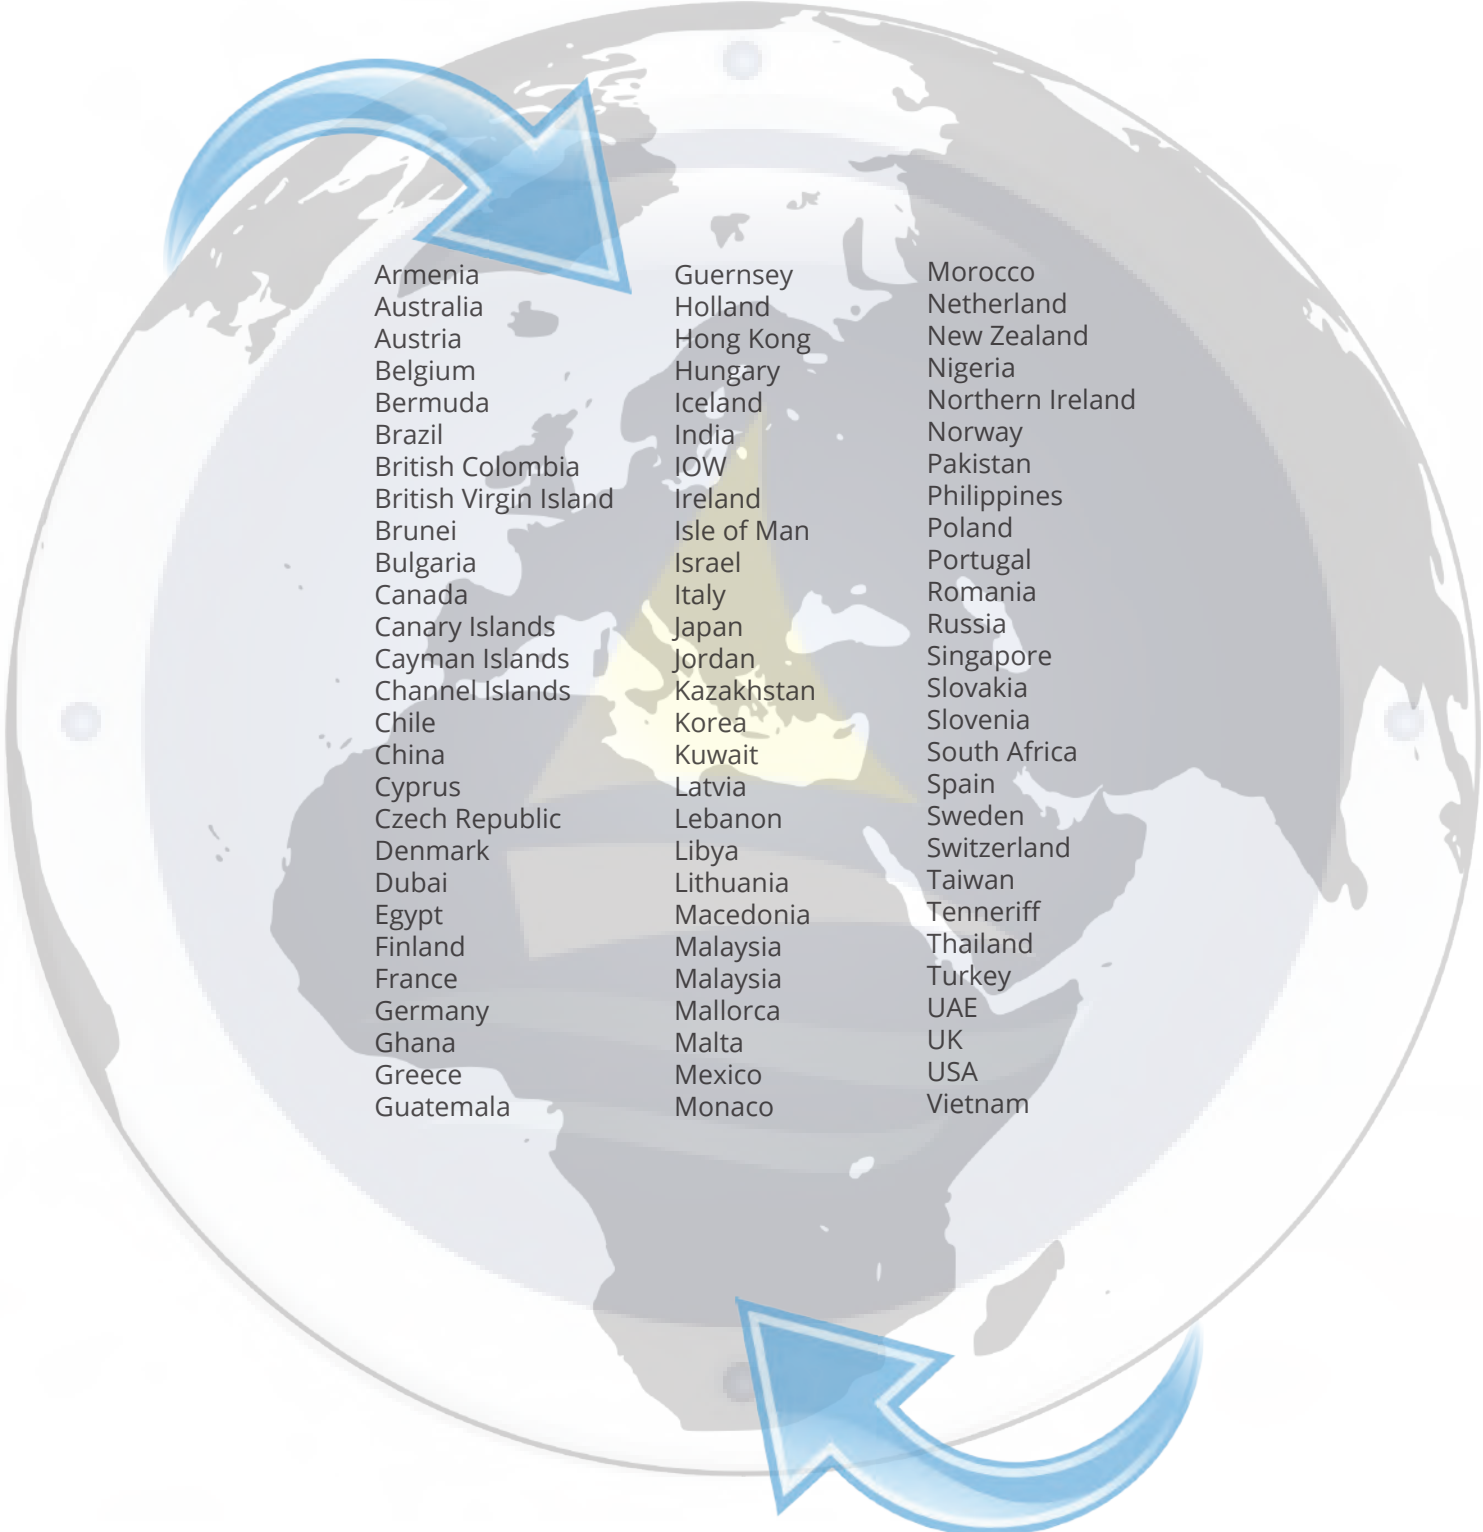 Armenia
Australia
Austria
Belgium
Bermuda
Brazil
British Colombia
British Virgin Island
Brunei
Bulgaria
Canada
Canary Islands
Cayman Islands
Channel Islands
Chile
China
Cyprus
Czech Republic
Denmark
Dubai
Egypt
Finland
France
Germany
Ghana
Greece
Guatemala
Guernsey
Holland
Hong Kong
Hungary
Iceland
India
IOW
Ireland
Isle of Man
Israel
Italy
Japan
Jordan
Kazakhstan
Korea
Kuwait
Latvia
Lebanon
Libya
Lithuania
Macedonia
Malaysia
Malaysia
Mallorca
Malta
Mexico
Monaco
Morocco
Netherland
New Zealand
Nigeria
Northern Ireland
Norway
Pakistan
Philippines
Poland
Portugal
Romania
Russia
Singapore
Slovakia
Slovenia
South Africa
Spain
Sweden
Switzerland
Taiwan
Tenneriff
Thailand
Turkey
UAE
UK
USA
Vietnam